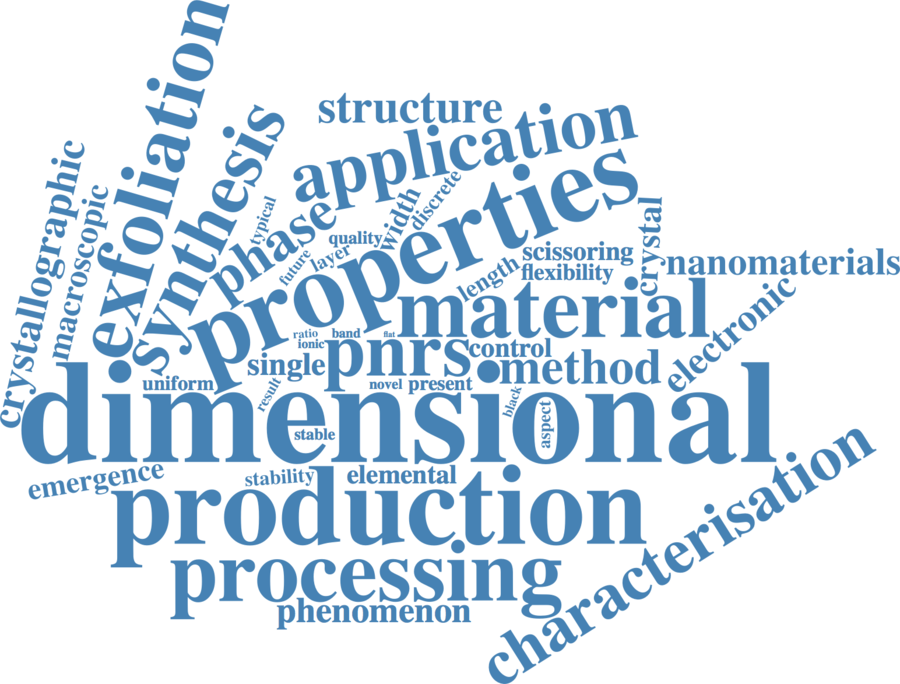 exfoliation
structure
application
synthesis
crystallographic
macroscopic
typical
phase
properties
width
discrete
quality
layer
future
length
scissoring
flexibility
crystal
nanomaterials
material
electronic
ratio
ionic
band
flat
pnrs
control
single
method
uniform
result
novel
present
black
aspect
dimensional
stable
emergence
stability
elemental
production
characterisation
processing
phenomenon